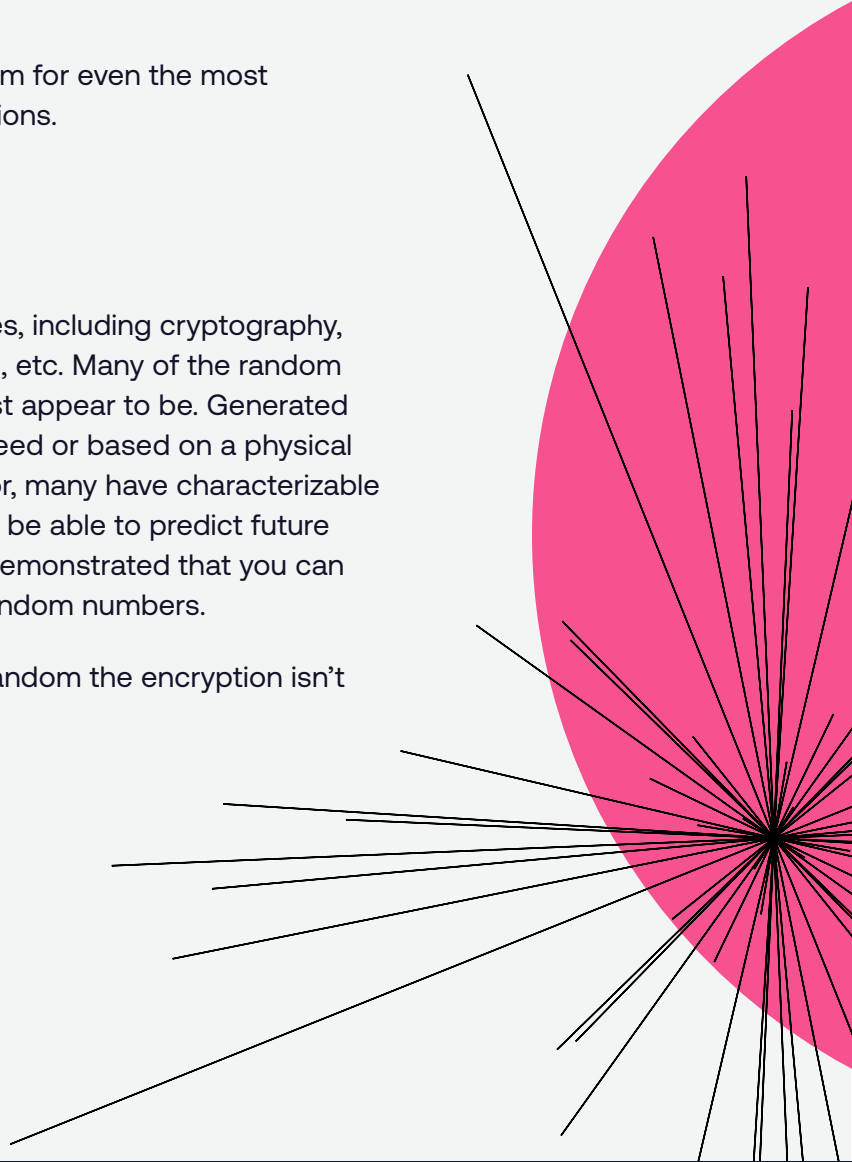 m for even the most
ions.
es, including cryptography,
, etc. Many of the random
st appear to be. Generated
eed or based on a physical
or, many have characterizable
be able to predict future
emonstrated that you can
ndom numbers.
andom the encryption isn’t